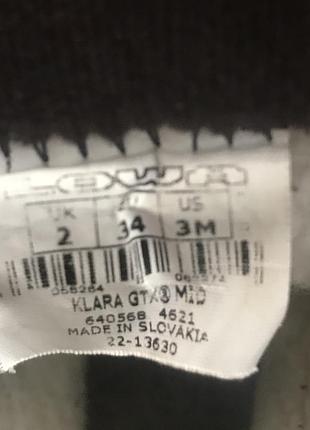 LOWA
UK EU US
2 34 3M
KLARA GTX® MID
640568 4621
MADE IN SLOVAKIA
22-13630